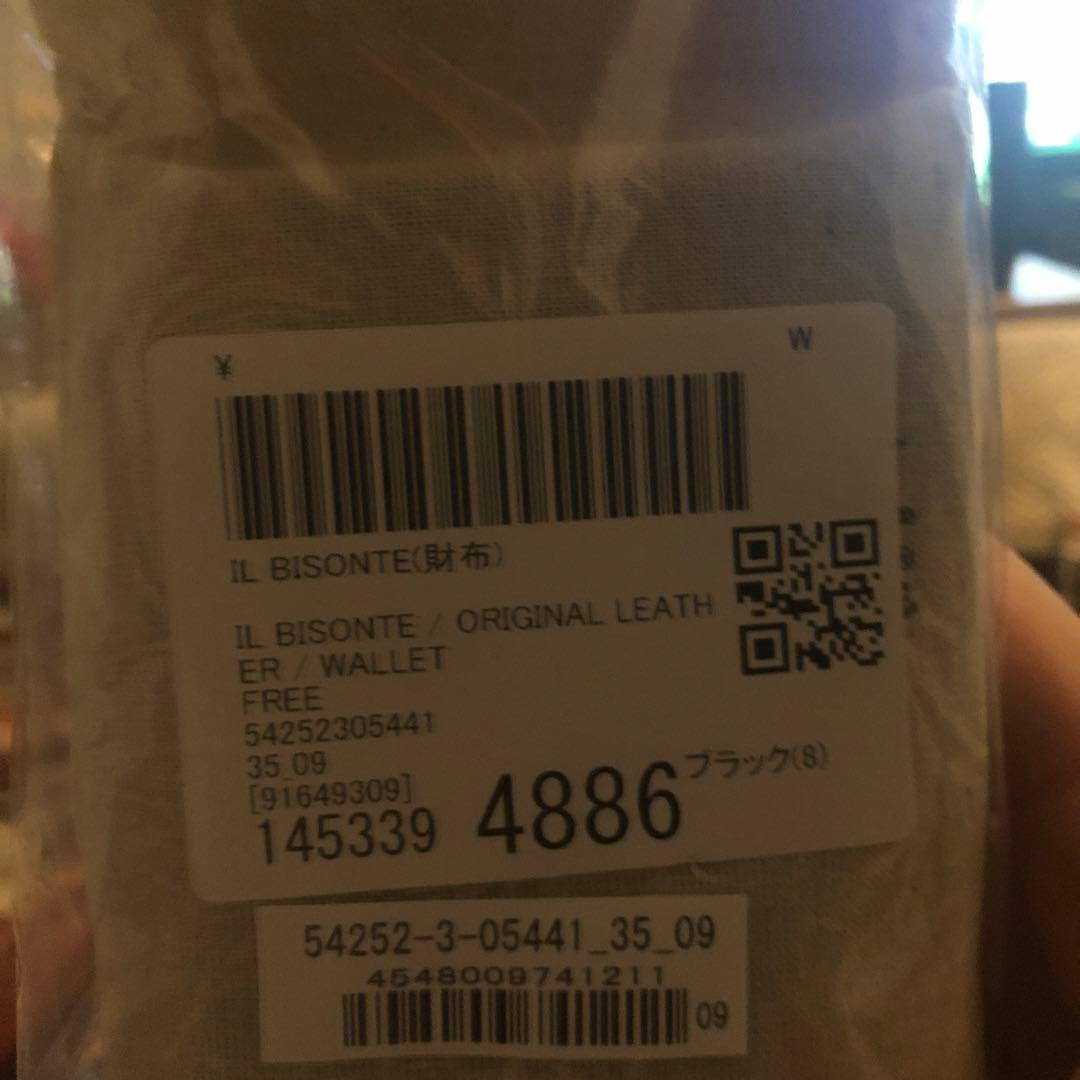 ¥ W
IL BISONTE(財布)
IL BISONTE / ORIGINAL LEATH
ER / WALLET
FREE
54252305441
35_09
[91649309]
ブラック(8)
145339 4886
54252-3-05441_35_09
4548009741211
09